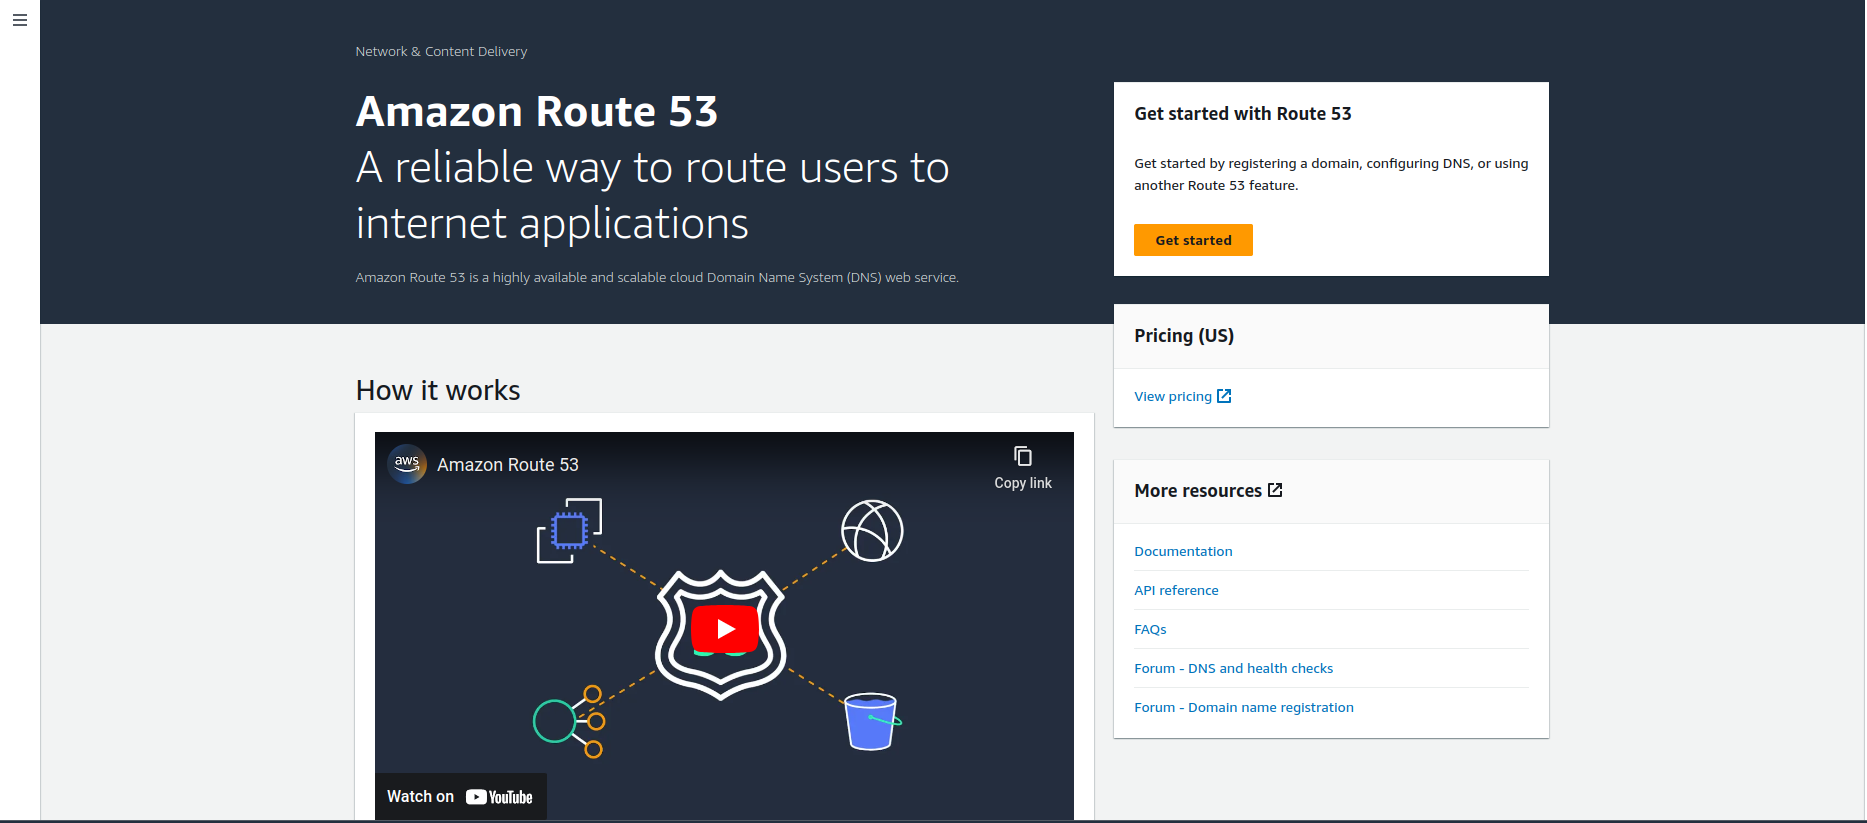 Network & Content Delivery
Amazon Route 53
A reliable way to route users to
internet applications
Amazon Route 53 is a highly available and scalable cloud Domain Name System (DNS) web service.
Get started with Route 53
Get started by registering a domain, configuring DNS, or using
another Route 53 feature.
Get started
Pricing (US)
View pricing
How it works
aws
Amazon Route 53
Copy link
Watch on YouTube
More resources
Documentation
API reference
FAQs
Forum - DNS and health checks
Forum - Domain name registration